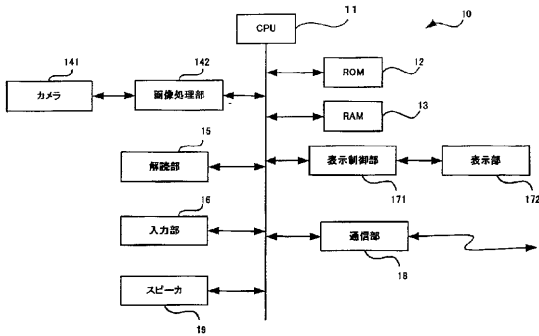 11
10
CPU
141
142
12
カメラ
画像処理部
ROM
13
RAM
15
解読部
表示制御部
表示部
171
172
16
入力部
通信部
18
スピーカ
19